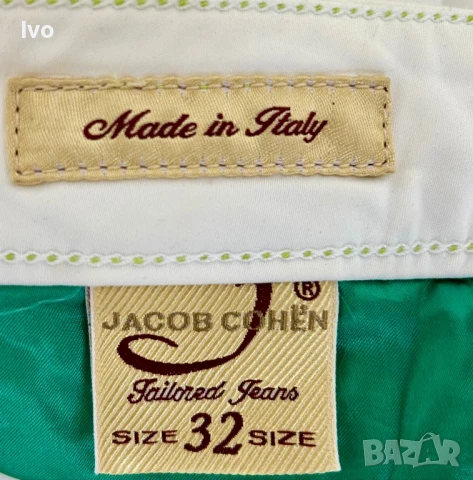 Ivo
Made in Italy
J ®
JACOB COHËN
Tailored Jeans
SIZE 32 SIZE
BAZAR